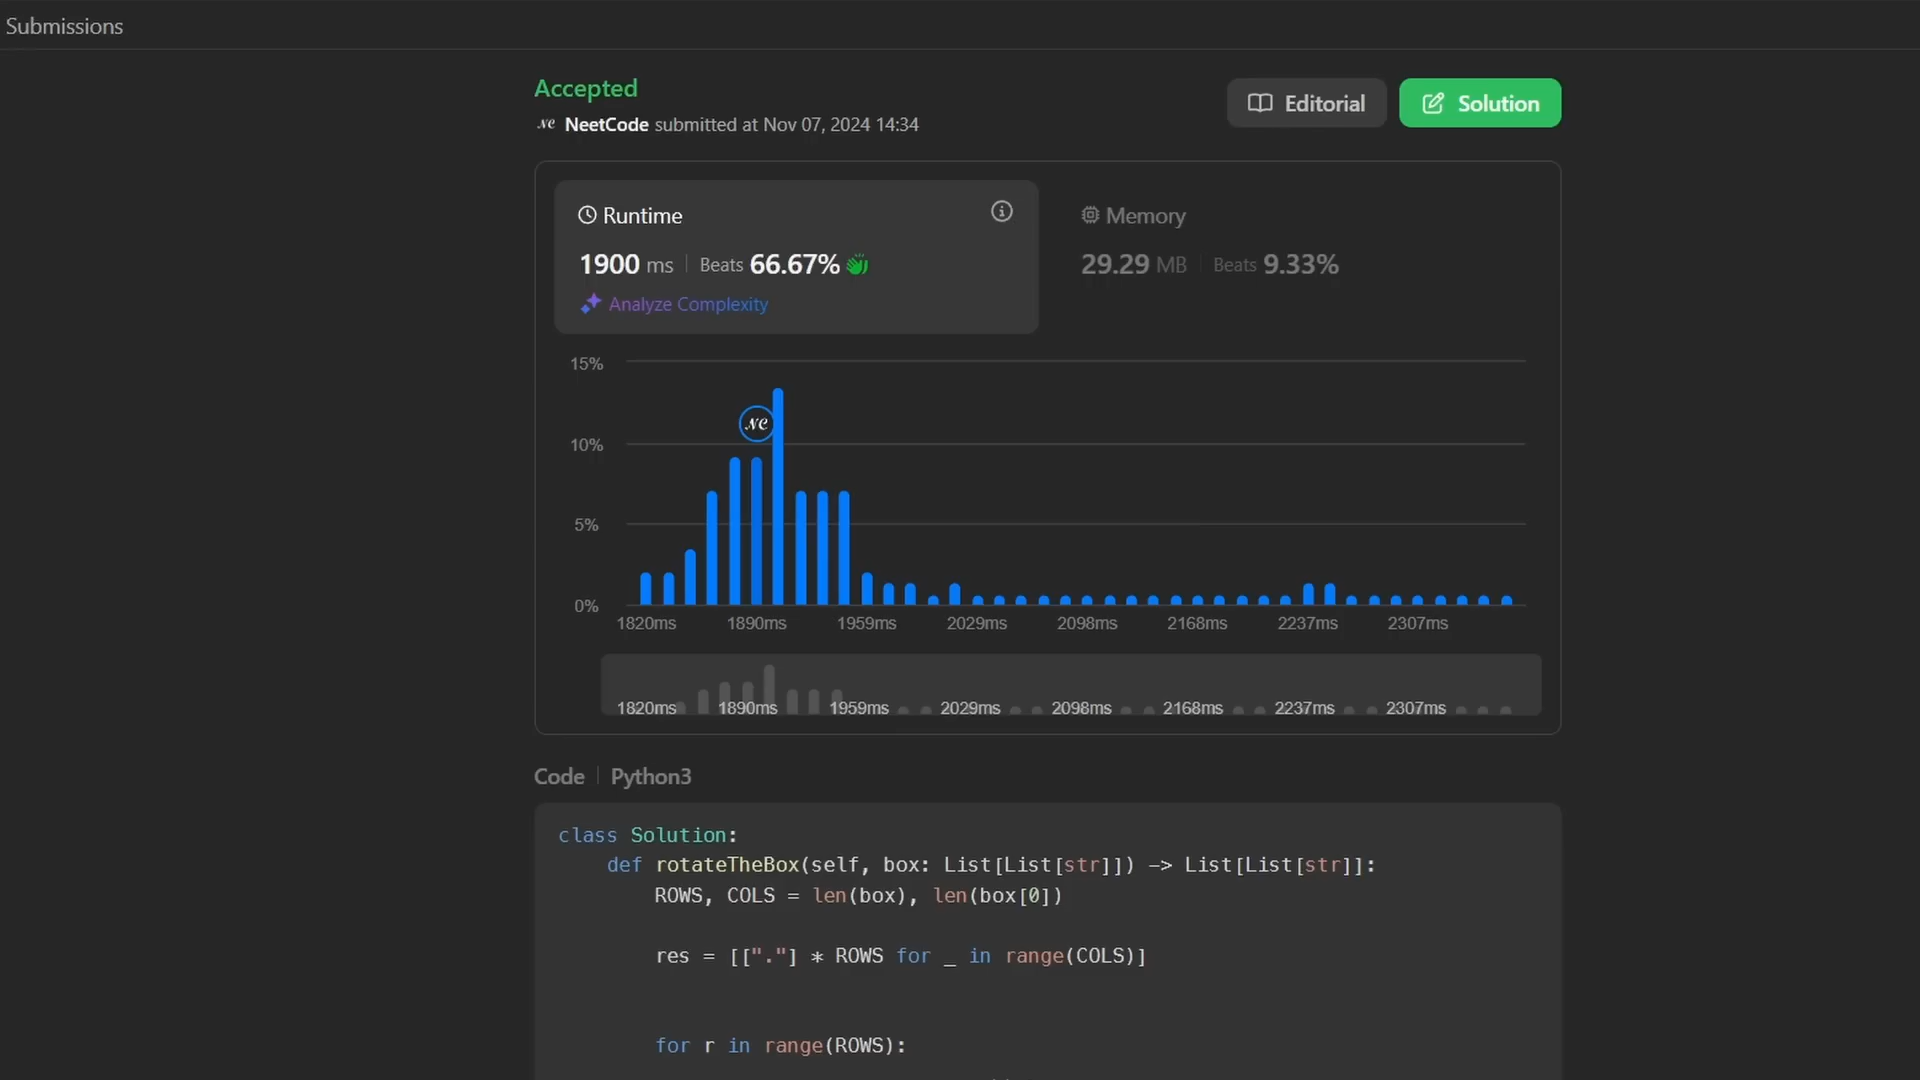 Submissions
Accepted
NC NeetCode submitted at Nov 07, 2024 14:34
Editorial
Solution
Runtime
1900 ms | Beats 66.67%
Analyze Complexity
Memory
29.29 MB | Beats 9.33%
15%
10%
5%
0%
NC
1820ms 1890ms 1959ms 2029ms 2098ms 2168ms 2237ms 2307ms
1820ms 1890ms 1959ms 2029ms 2098ms 2168ms 2237ms 2307ms
Code | Python3
class Solution:
    def rotateTheBox(self, box: List[List[str]]) -> List[List[str]]:
        ROWS, COLS = len(box), len(box[0])
        res = [["."] * ROWS for _ in range(COLS)]
        for r in range(ROWS):